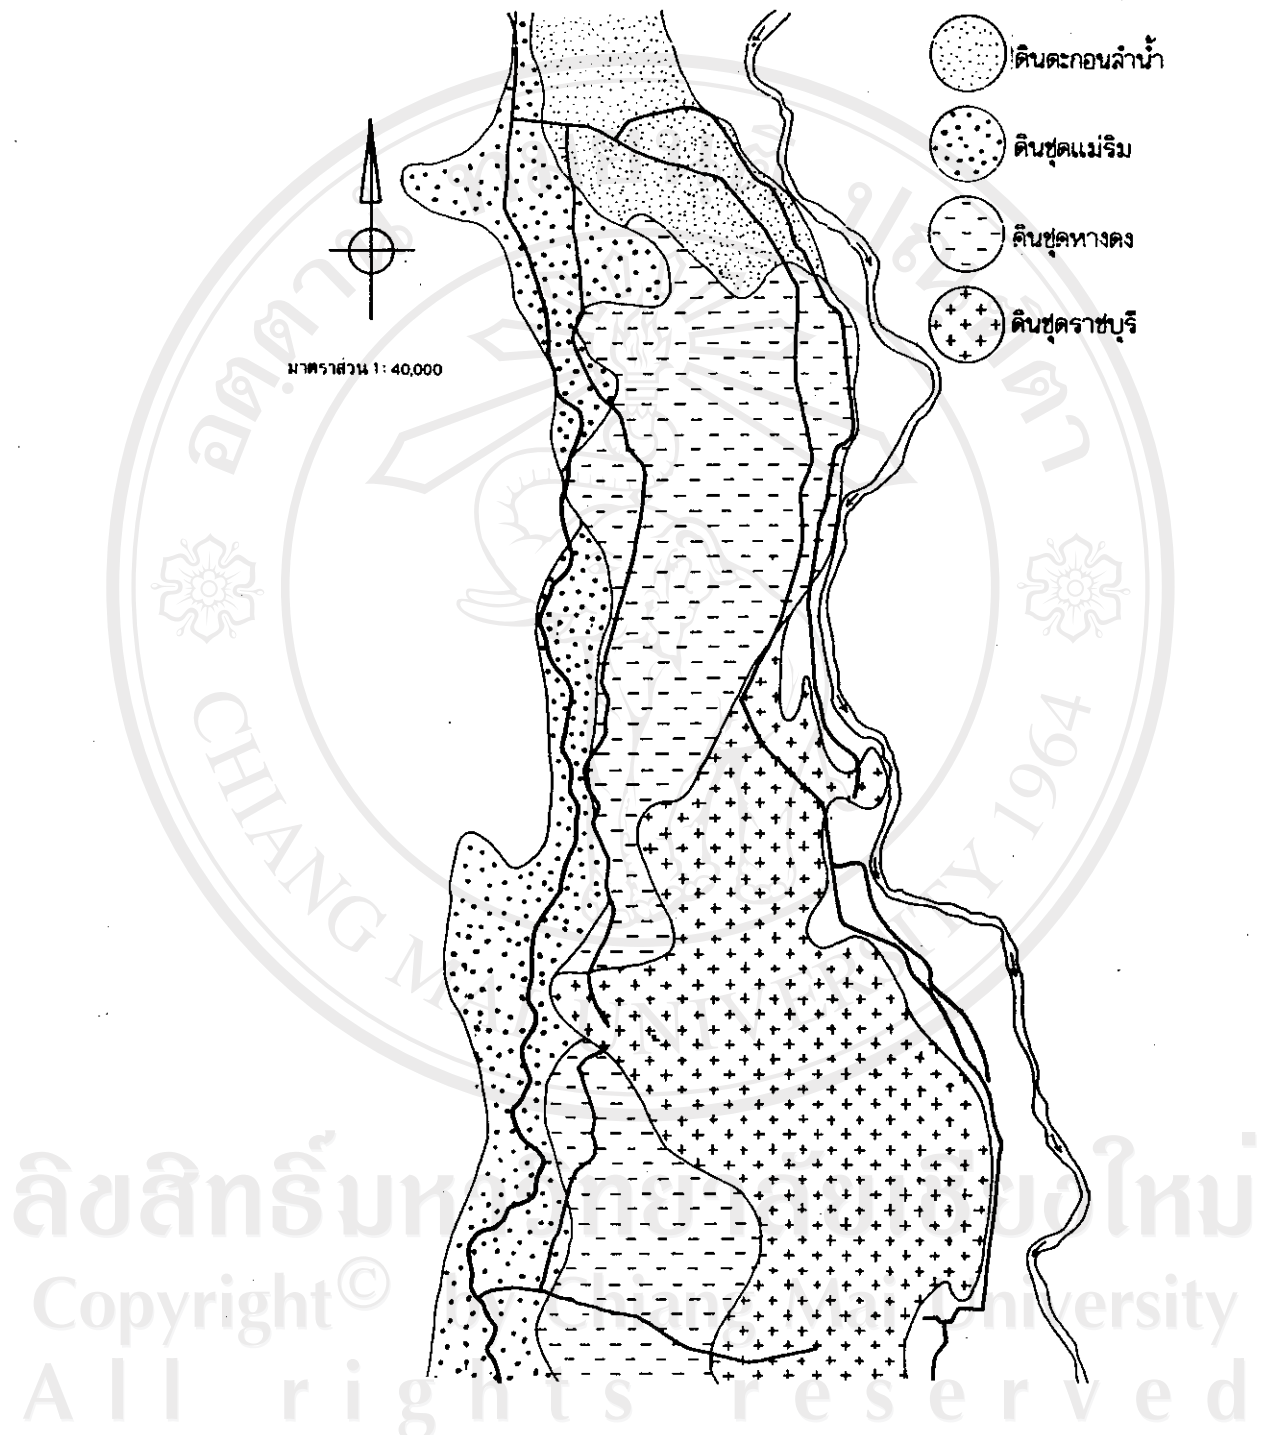 ดินตะกอนลำน้ำ
ดินชุดแม่ริม
ดินชุดหางดง
ดินชุดราชบุรี
มาตราส่วน 1: 40,000
CHIANG MAI UNIVERSITY 1964
ลิขสิทธิ์มหาวิทยาลัยเชียงใหม่
Copyright© by Chiang Mai University
All rights reserved